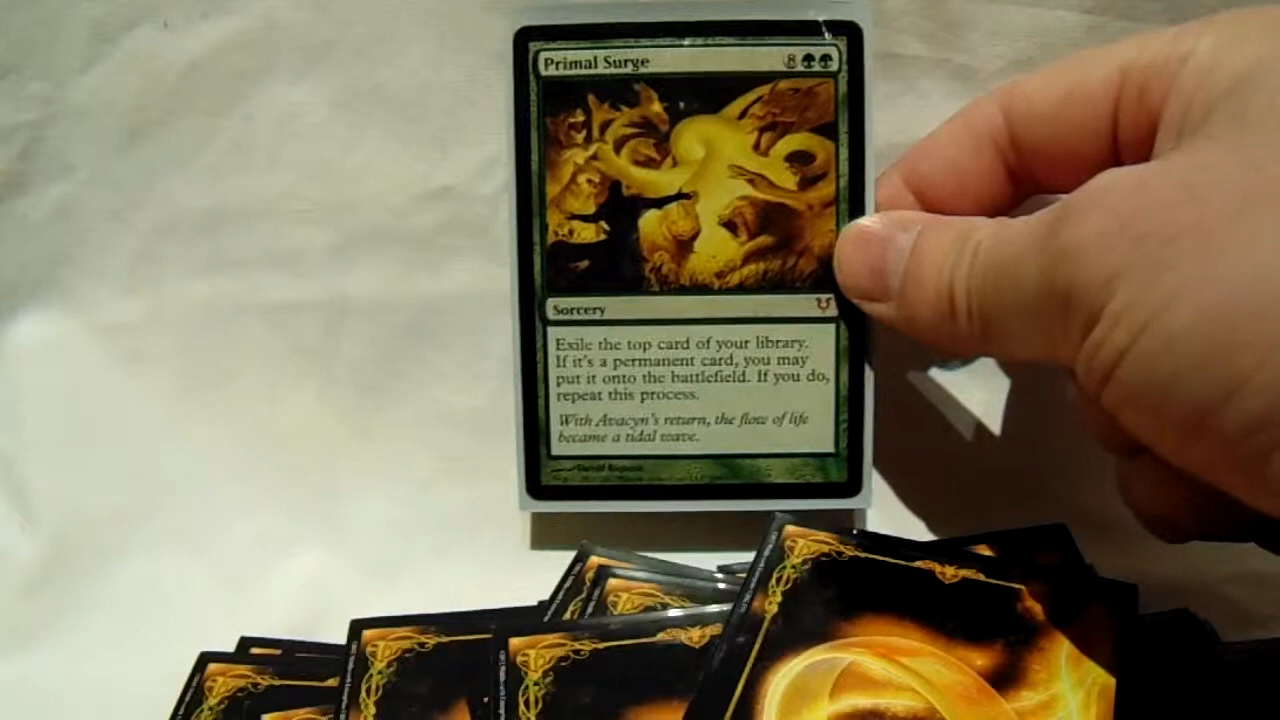 Primal Surge 8
Sorcery
Exile the top card of your library.
If it's a permanent card, you may
put it onto the battlefield. If you do,
repeat this process.
With Avacyn's return, the flow of life
became a tidal wave.